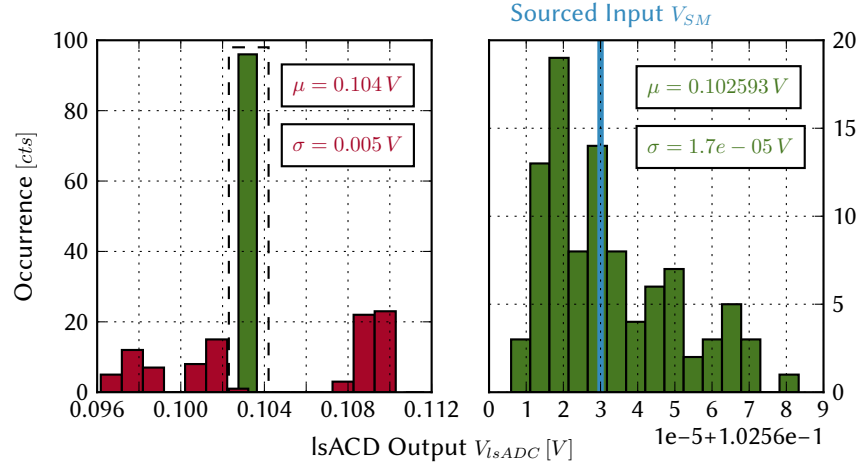 Sourced Input V_SM
100
80
60
40
20
0
Occurrence [cts]
μ = 0.104 V
σ = 0.005 V
0.096 0.100 0.104 0.108 0.112
μ = 0.102593 V
σ = 1.7e − 05 V
20
15
10
5
0
0 1 2 3 4 5 6 7 8 9
1e-5+1.0256e-1
lsACD Output V_lsADC [V]